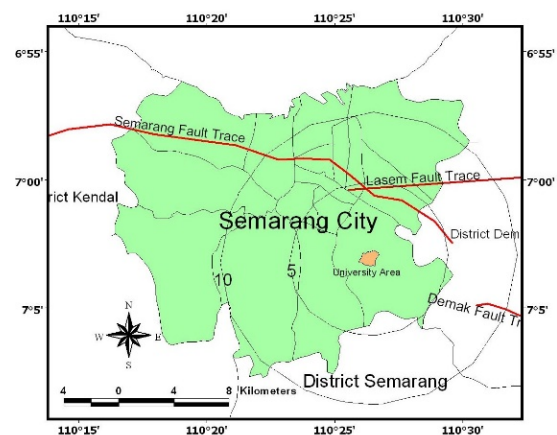 110°15' 110°20' 110°25' 110°30'
6°55' 6°55'
Semarang Fault Trace
7°00' 7°00'
Lasem Fault Trace
rict Kendal
Semarang City
District Dem
10 5
University Area
7°5' 7°5'
Demak Fault Tr
N
W E
S
District Semarang
4 0 4 8 Kilometers
110°15' 110°20' 110°25' 110°30'